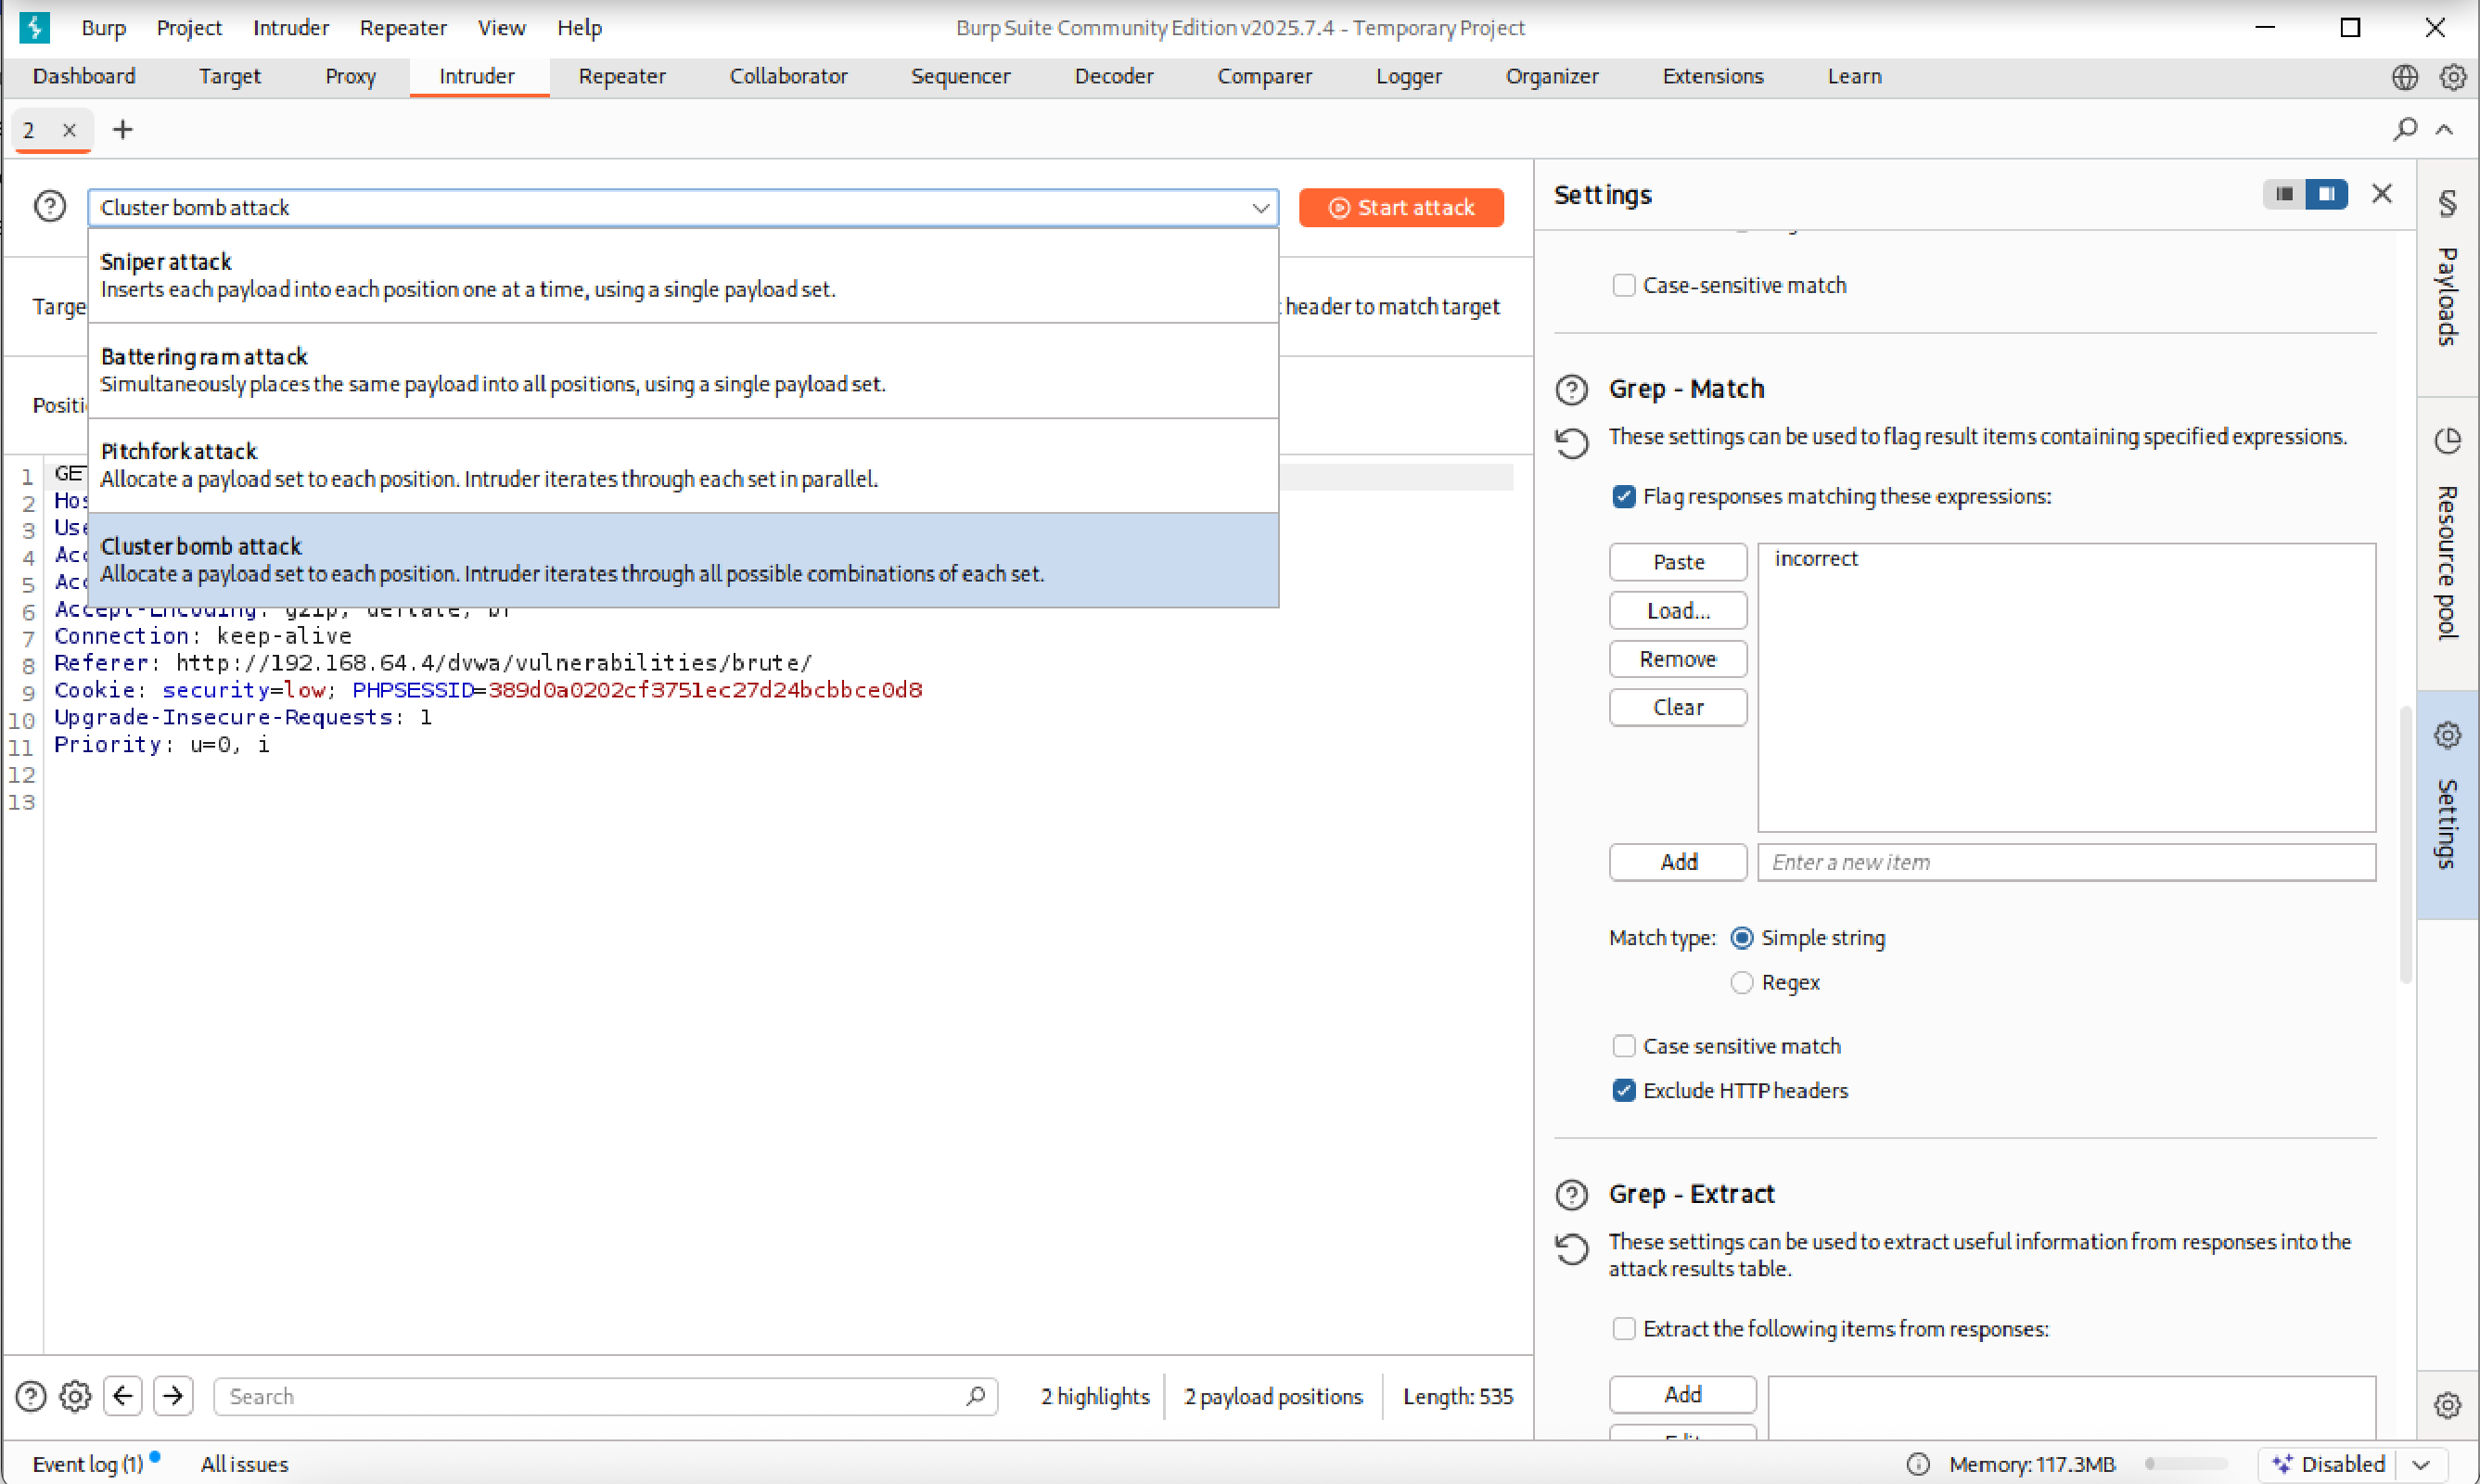 Burp Project Intruder Repeater View Help Burp Suite Community Edition v2025.7.4 - Temporary Project
Dashboard Target Proxy Intruder Repeater Collaborator Sequencer Decoder Comparer Logger Organizer Extensions Learn
2
Cluster bomb attack
Start attack
Sniper attack
Inserts each payload into each position one at a time, using a single payload set.
Battering ram attack
Simultaneously places the same payload into all positions, using a single payload set.
Pitchfork attack
Allocate a payload set to each position. Intruder iterates through each set in parallel.
Cluster bomb attack
Allocate a payload set to each position. Intruder iterates through all possible combinations of each set.
Targe
header to match target
Positi
1 GET
2 Hos
3 Use
4 Acc
5 Acc
6 Accept-Encoding: gzip, deflate, br
7 Connection: keep-alive
8 Referer: http://192.168.64.4/dvwa/vulnerabilities/brute/
9 Cookie: security=low; PHPSESSID=389d0a0202cf3751ec27d24bcbbce0d8
10 Upgrade-Insecure-Requests: 1
11 Priority: u=0, i
12
13
Search
2 highlights
2 payload positions
Length: 535
Settings
Case-sensitive match
Grep - Match
These settings can be used to flag result items containing specified expressions.
Flag responses matching these expressions:
Paste
Load...
Remove
Clear
incorrect
Add
Enter a new item
Match type: Simple string
Regex
Case sensitive match
Exclude HTTP headers
Grep - Extract
These settings can be used to extract useful information from responses into the
attack results table.
Extract the following items from responses:
Add
Edit
Payloads
Resource pool
Settings
Event log (1) All issues
Memory: 117.3MB
Disabled